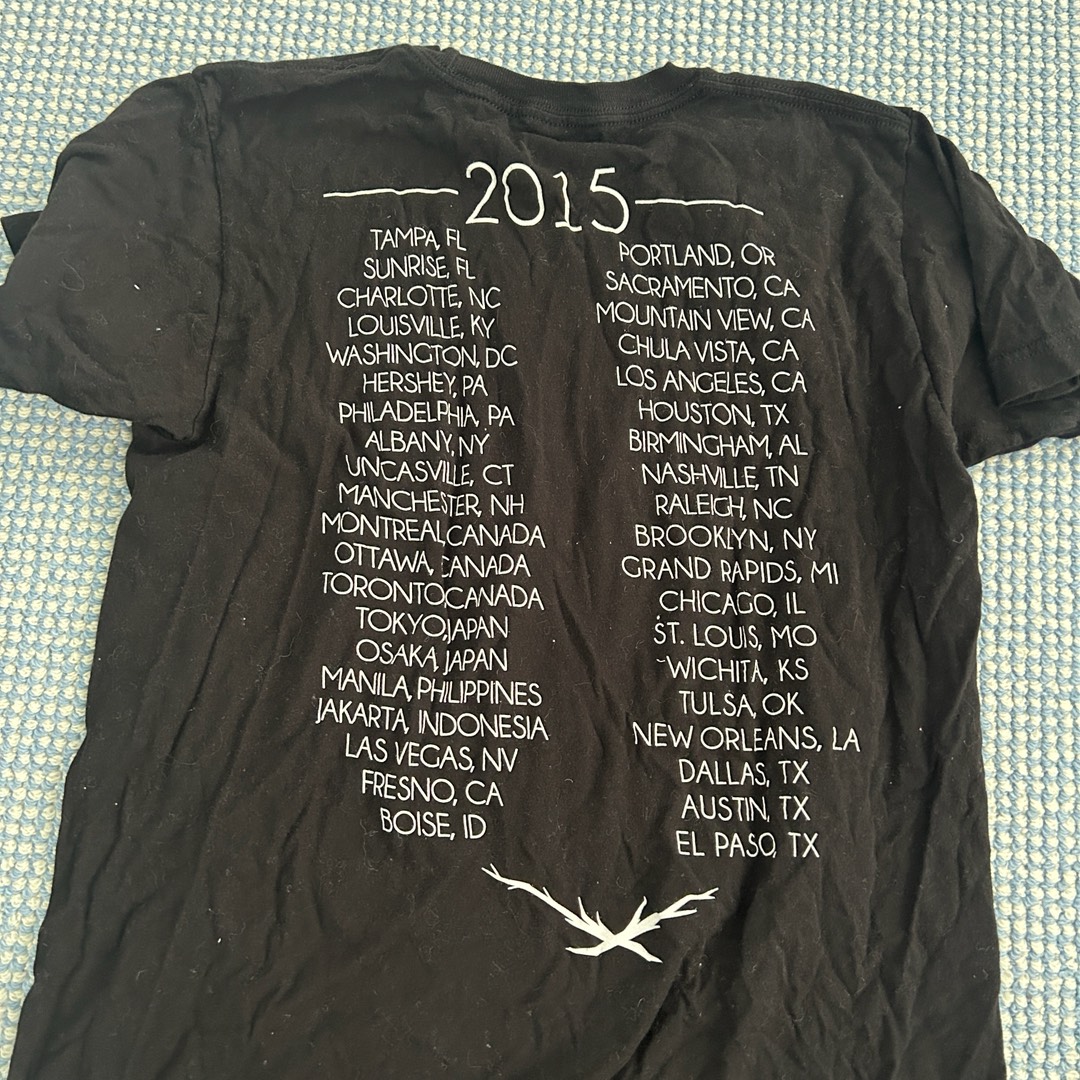 2015
TAMPA, FL
SUNRISE, FL
CHARLOTTE, NC
LOUISVILLE, KY
WASHINGTON, DC
HERSHEY, PA
PHILADELPHIA, PA
ALBANY, NY
UNCASVILLE, CT
MANCHESTER, NH
MONTREAL, CANADA
OTTAWA, CANADA
TORONTO, CANADA
TOKYO, JAPAN
OSAKA, JAPAN
MANILA, PHILIPPINES
JAKARTA, INDONESIA
LAS VEGAS, NV
FRESNO, CA
BOISE, ID
PORTLAND, OR
SACRAMENTO, CA
MOUNTAIN VIEW, CA
CHULA VISTA, CA
LOS ANGELES, CA
HOUSTON, TX
BIRMINGHAM, AL
NASHVILLE, TN
RALEIGH, NC
BROOKLYN, NY
GRAND RAPIDS, MI
CHICAGO, IL
ST. LOUIS, MO
WICHITA, KS
TULSA, OK
NEW ORLEANS, LA
DALLAS, TX
AUSTIN, TX
EL PASO, TX